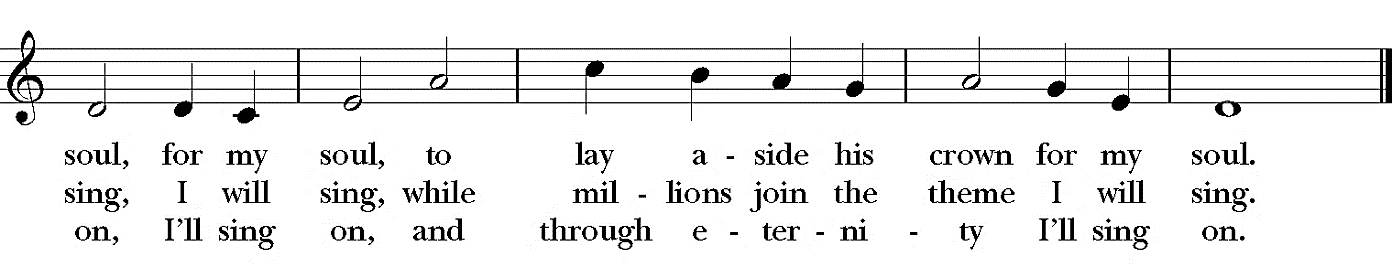 soul, for my soul, to lay a - side his crown for my soul.
sing, I will sing, while mil - lions join the theme I will sing.
on, I'll sing on, and through e - ter - ni - ty I'll sing on.